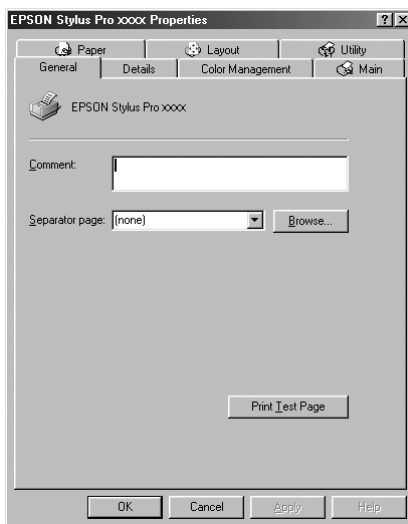 EPSON Stylus Pro xxxx Properties
Paper Layout Utility
General Details Color Management Main
EPSON Stylus Pro xxxx
Comment:
Separator page: (none) Browse...
Print Test Page
OK Cancel Apply Help